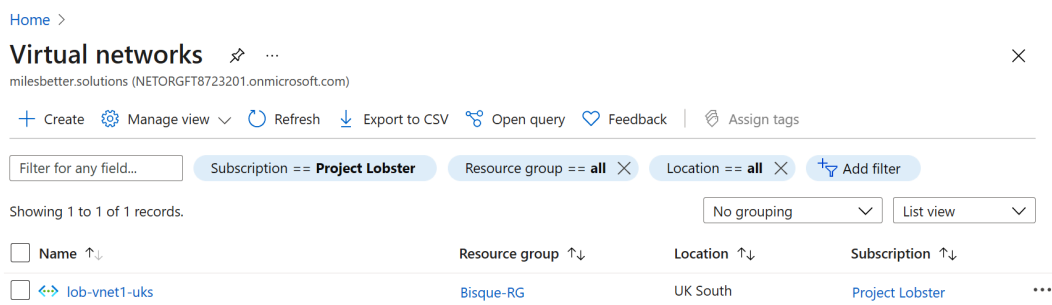 Home >
Virtual networks ...
milesbetter.solutions (NETORGFT8723201.onmicrosoft.com)
+ Create Manage view Refresh Export to CSV Open query Feedback Assign tags
Filter for any field... Subscription == Project Lobster Resource group == all Location == all Add filter
Showing 1 to 1 of 1 records. No grouping List view
Name ↑↓ Resource group ↑↓ Location ↑↓ Subscription ↑↓
lob-vnet1-uks Bisque-RG UK South Project Lobster ...